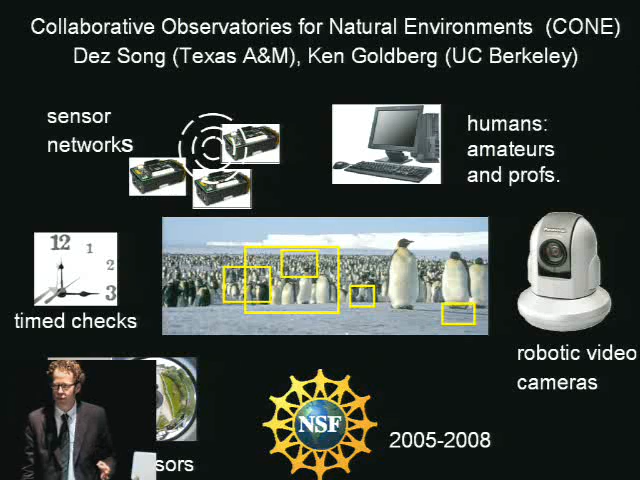 Collaborative Observatories for Natural Environments (CONE)
Dez Song (Texas A&M), Ken Goldberg (UC Berkeley)
sensor
networks
humans:
amateurs
and profs.
12
1
2
3
timed checks
robotic video
cameras
sors
NSF
2005-2008